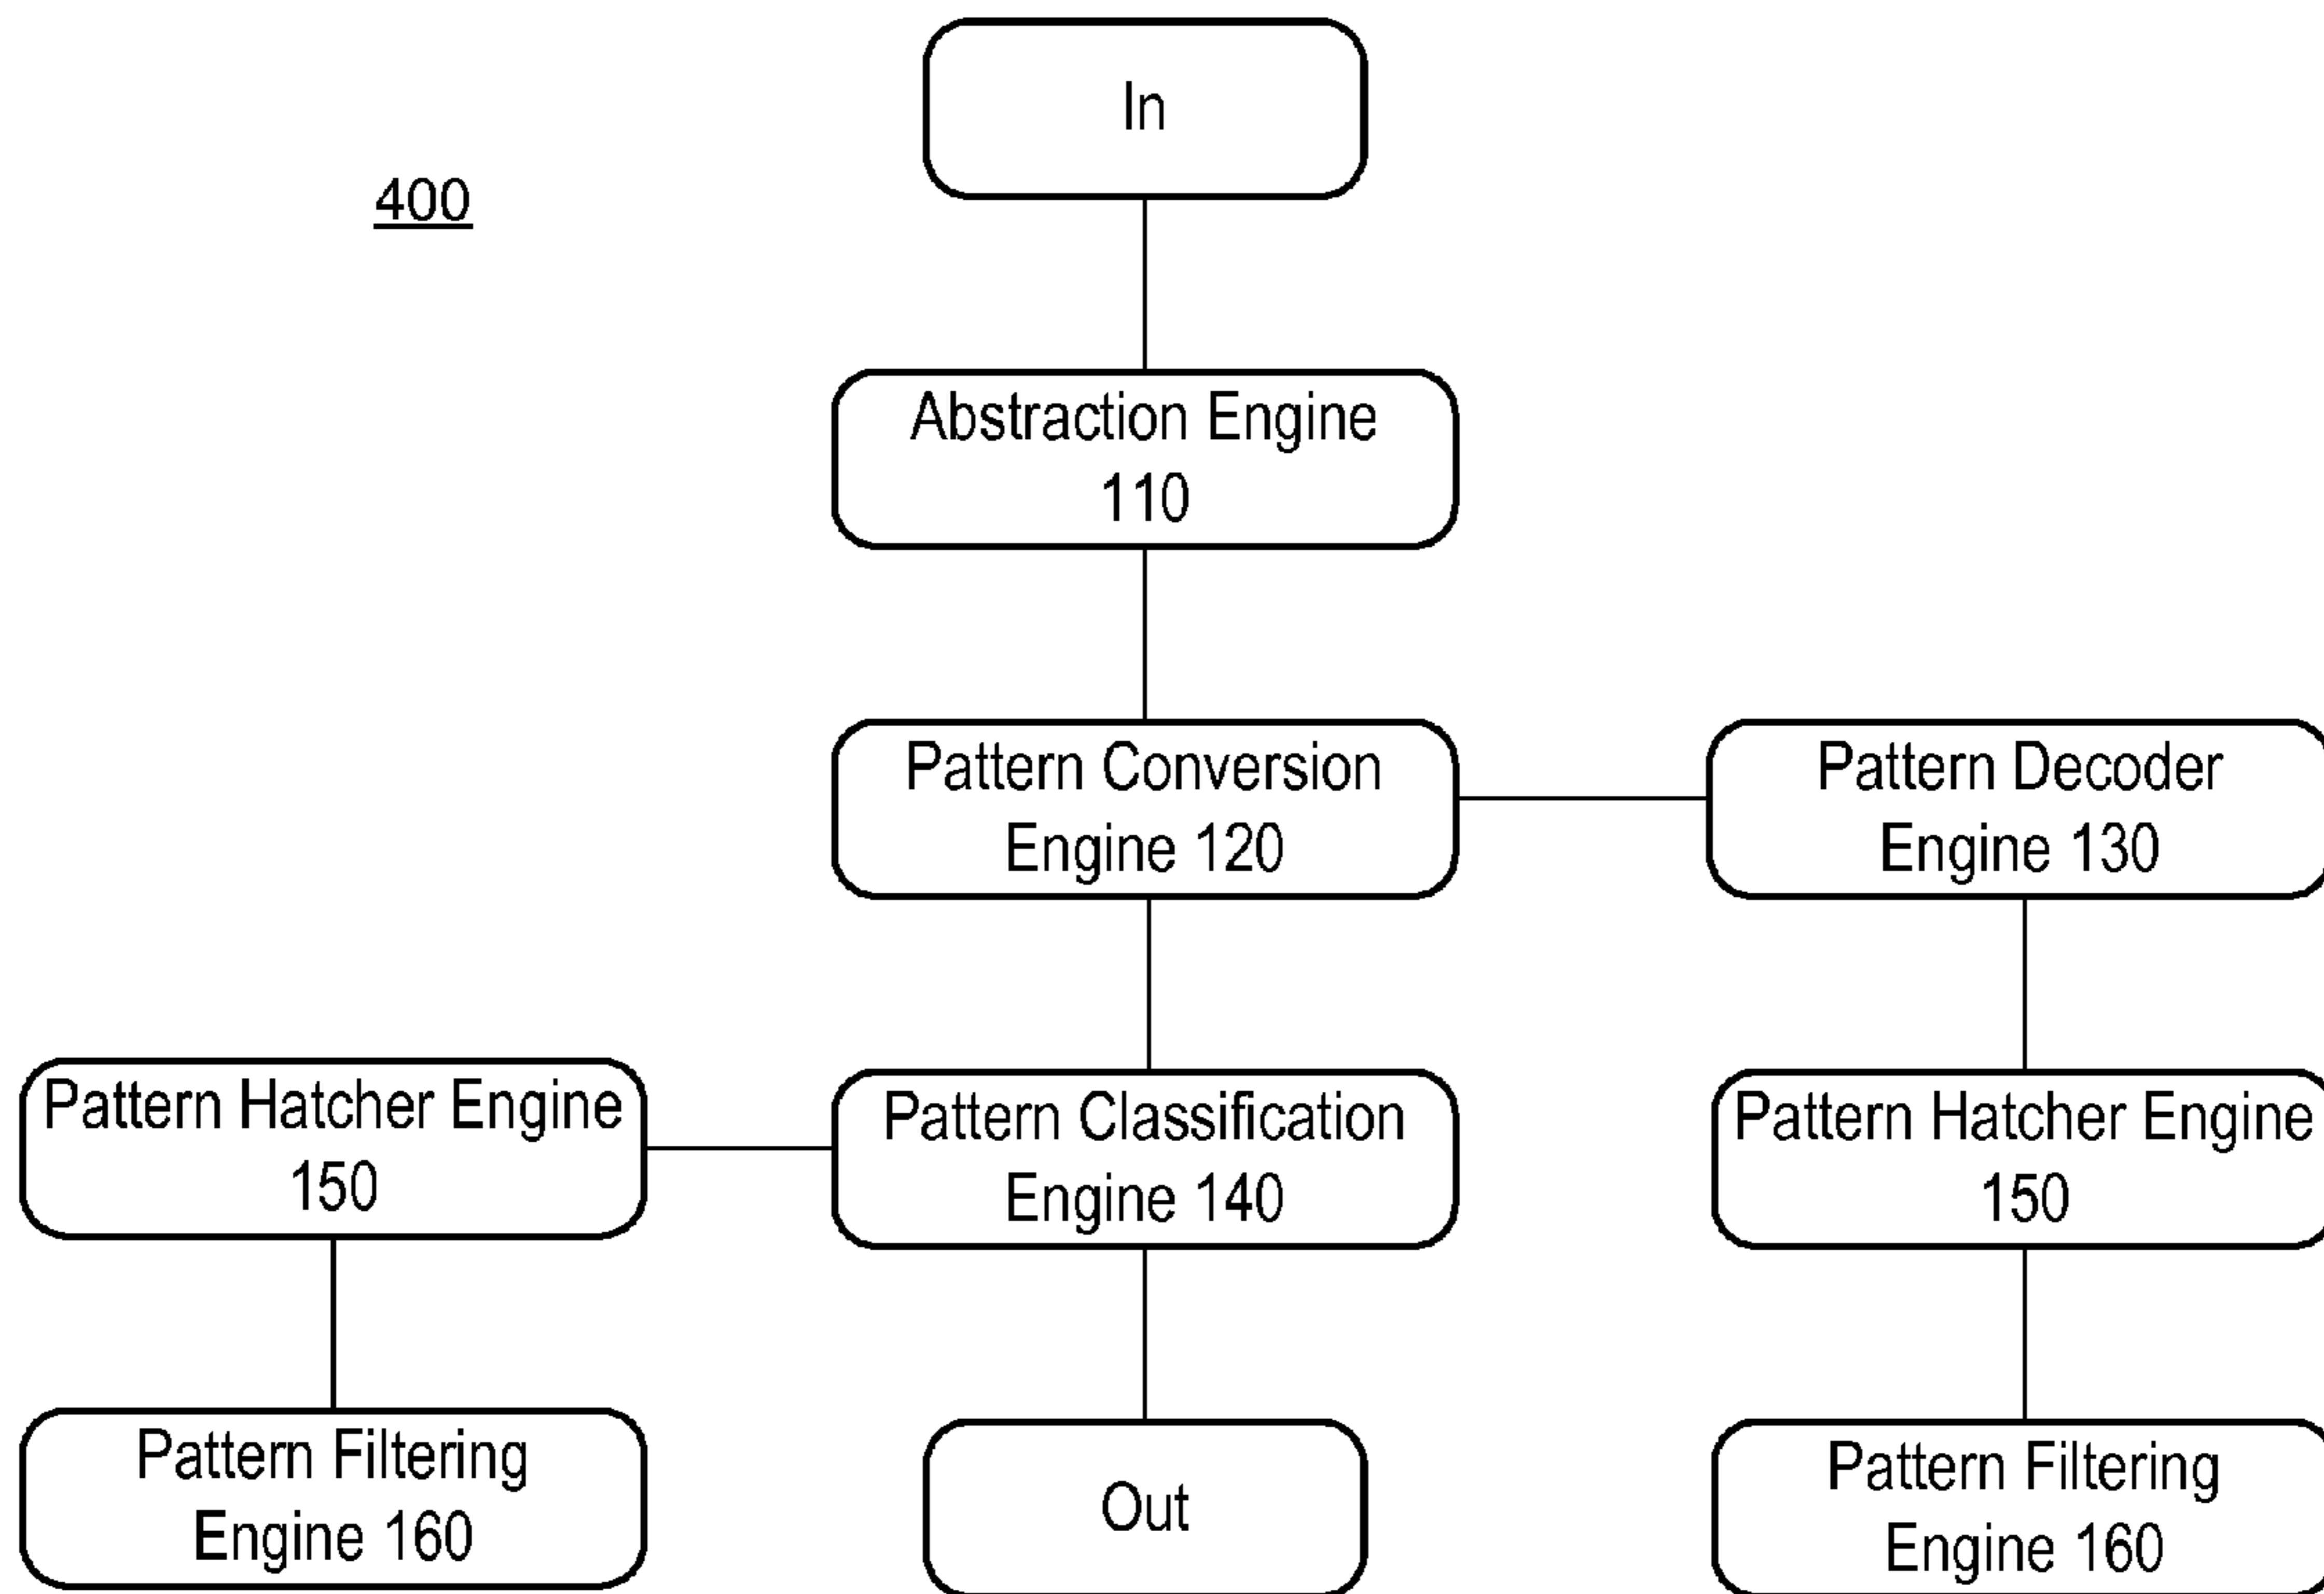 In
400
Abstraction Engine
110
Pattern Conversion
Engine 120
Pattern Decoder
Engine 130
Pattern Hatcher Engine
150
Pattern Classification
Engine 140
Pattern Hatcher Engine
150
Pattern Filtering
Engine 160
Out
Pattern Filtering
Engine 160